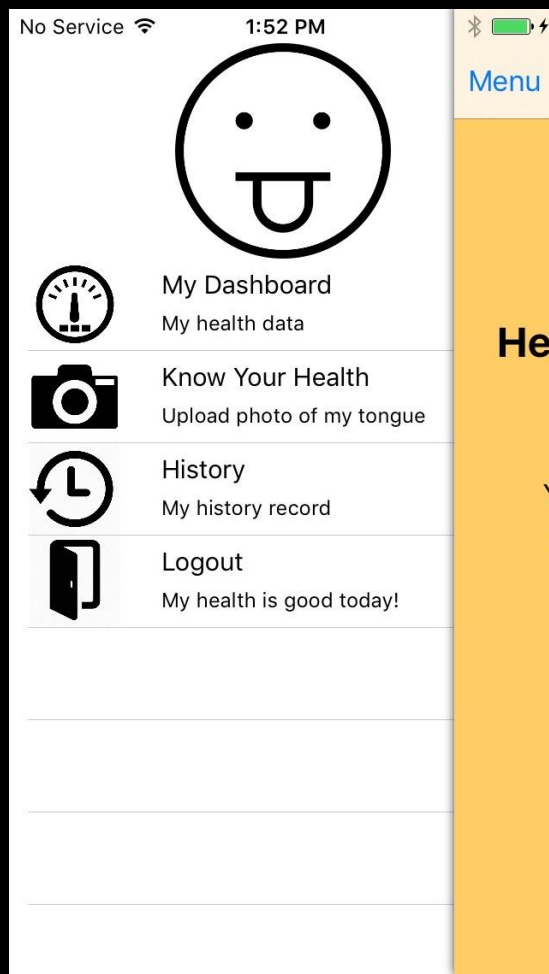 No Service 1:52 PM
Menu
My Dashboard
My health data
Know Your Health
Upload photo of my tongue
History
My history record
Logout
My health is good today!
He